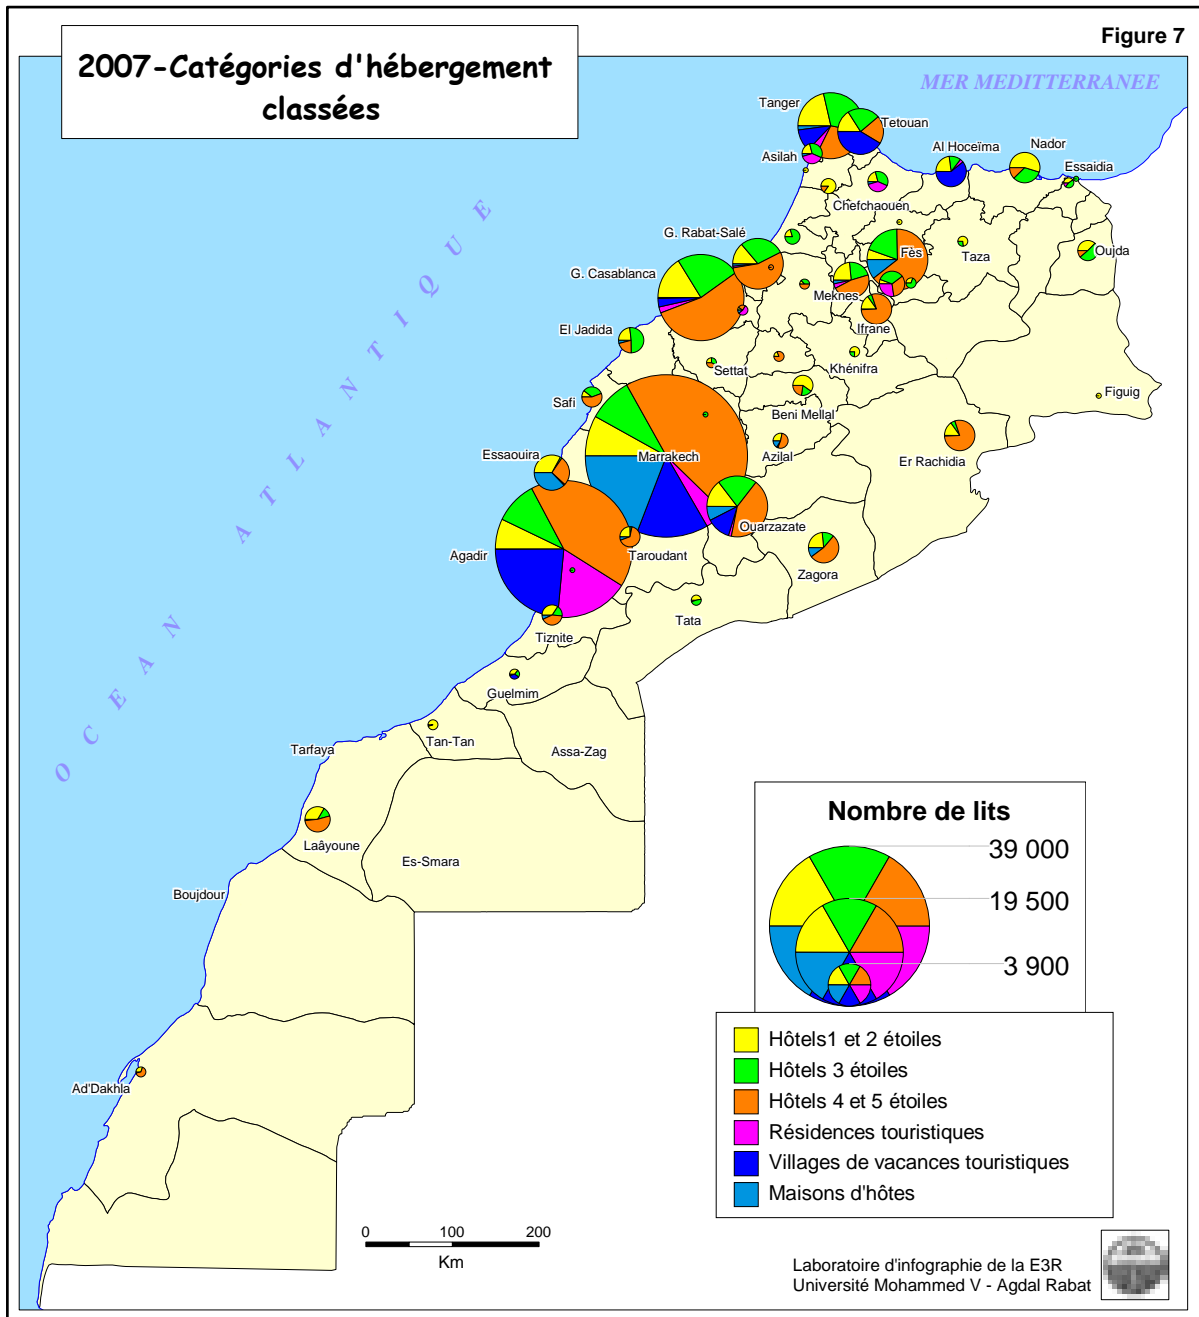 Figure 7
2007-Catégories d'hébergement
classées
MER MEDITTERRANEE
OCEAN ATLANTIQUE
Tanger
Tetouan
Al Hoceïma
Nador
Essaidia
Asilah
Chefchaouen
G. Rabat-Salé
Fès
Taza
Oujda
G. Casablanca
Meknes
Ifrane
El Jadida
Settat
Khénifra
Safi
Beni Mellal
Figuig
Essaouira
Marrakech
Azilal
Er Rachidia
Agadir
Taroudant
Ouarzazate
Zagora
Tiznite
Tata
Guelmim
Tarfaya
Tan-Tan
Assa-Zag
Laâyoune
Es-Smara
Boujdour
Ad'Dakhla
Nombre de lits
39 000
19 500
3 900
Hôtels1 et 2 étoiles
Hôtels 3 étoiles
Hôtels 4 et 5 étoiles
Résidences touristiques
Villages de vacances touristiques
Maisons d'hôtes
0 100 200
Km
Laboratoire d'infographie de la E3R
Université Mohammed V - Agdal Rabat